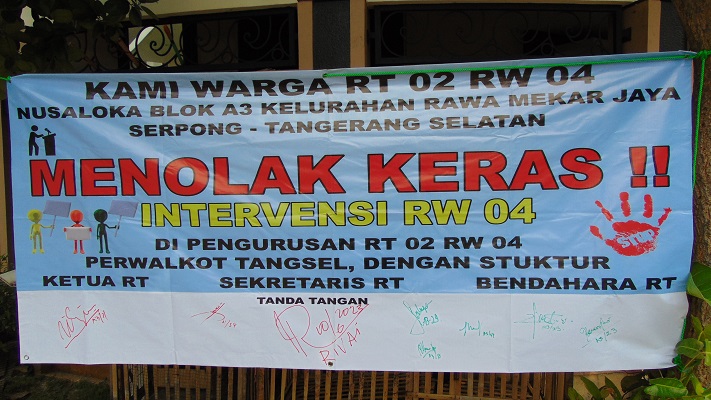 KAMI WARGA RT 02 RW 04
NUSALOKA BLOK A3 KELURAHAN RAWA MEKAR JAYA
SERPONG - TANGERANG SELATAN
MENOLAK KERAS !!
INTERVENSI RW 04
STOP
DI PENGURUSAN RT 02 RW 04
PERWALKOT TANGSEL, DENGAN STUKTUR
KETUA RT SEKRETARIS RT BENDAHARA RT
TANDA TANGAN
RIVAI